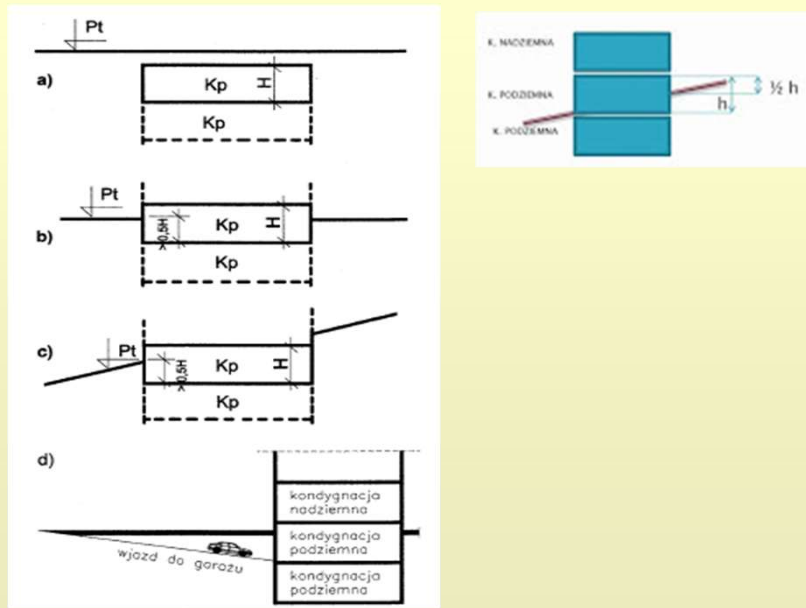 Pt
a)
Kp
H
Kp
Pt
b)
>0,5H
Kp
H
Kp
Pt
c)
>0,5H
Kp
H
Kp
d)
kondygnacja
nadziemna
kondygnacja
podziemna
wjazd do garażu
kondygnacja
podziemna
K. NADZIEMNA
K. PODZIEMNA
h
½ h
K. PODZIEMNA